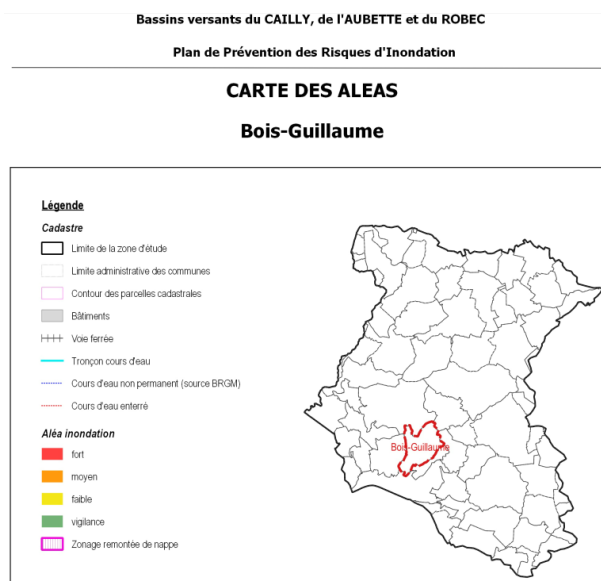 Bassins versants du CAILLY, de l'AUBETTE et du ROBEC
Plan de Prévention des Risques d'Inondation
CARTE DES ALEAS
Bois-Guillaume
Légende
Cadastre
Limite de la zone d'étude
Limite administrative des communes
Contour des parcelles cadastrales
Bâtiments
Voie ferrée
Tronçon cours d'eau
Cours d'eau non permanent (source BRGM)
Cours d'eau enterré
Aléa inondation
fort
moyen
faible
vigilance
Zonage remontée de nappe
Bois-Guillaume